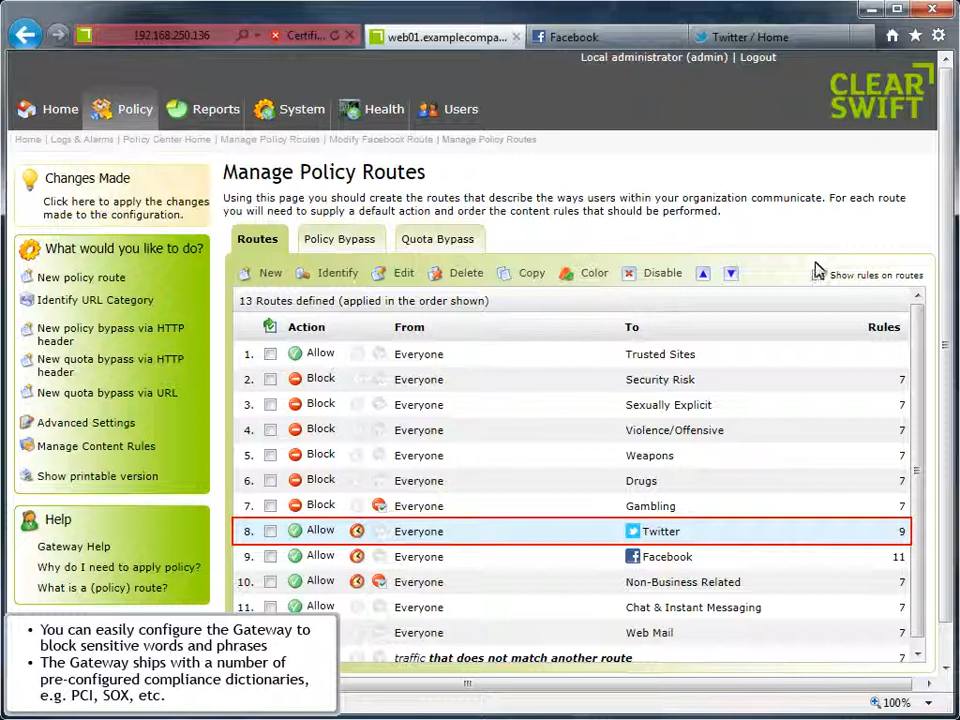 192.168.250.136
Certifi...
web01.examplecompa...
Facebook
Twitter / Home
Local administrator (admin) | Logout
CLEAR
SWIFT
Home
Policy
Reports
System
Health
Users
Home | Logs & Alarms | Policy Center Home | Manage Policy Routes | Modify Facebook Route | Manage Policy Routes
Changes Made
Click here to apply the changes
made to the configuration.
What would you like to do?
New policy route
Identify URL Category
New policy bypass via HTTP
header
New quota bypass via HTTP
header
New quota bypass via URL
Advanced Settings
Manage Content Rules
Show printable version
Help
Gateway Help
Why do I need to apply policy?
What is a (policy) route?
Manage Policy Routes
Using this page you should create the routes that describe the ways users within your organization communicate. For each route
you will need to supply a default action and order the content rules that should be performed.
Routes
Policy Bypass
Quota Bypass
New
Identify
Edit
Delete
Copy
Color
Disable
Show rules on routes
13 Routes defined (applied in the order shown)
Action From To Rules
1. Allow Everyone Trusted Sites
2. Block Everyone Security Risk 7
3. Block Everyone Sexually Explicit 7
4. Block Everyone Violence/Offensive 7
5. Block Everyone Weapons 7
6. Block Everyone Drugs 7
7. Block Everyone Gambling 7
8. Allow Everyone Twitter 9
9. Allow Everyone Facebook 11
10. Allow Everyone Non-Business Related 7
11. Allow Everyone Chat & Instant Messaging 7
Everyone Web Mail 7
traffic that does not match another route 7
• You can easily configure the Gateway to
block sensitive words and phrases
• The Gateway ships with a number of
pre-configured compliance dictionaries,
e.g. PCI, SOX, etc.
100%